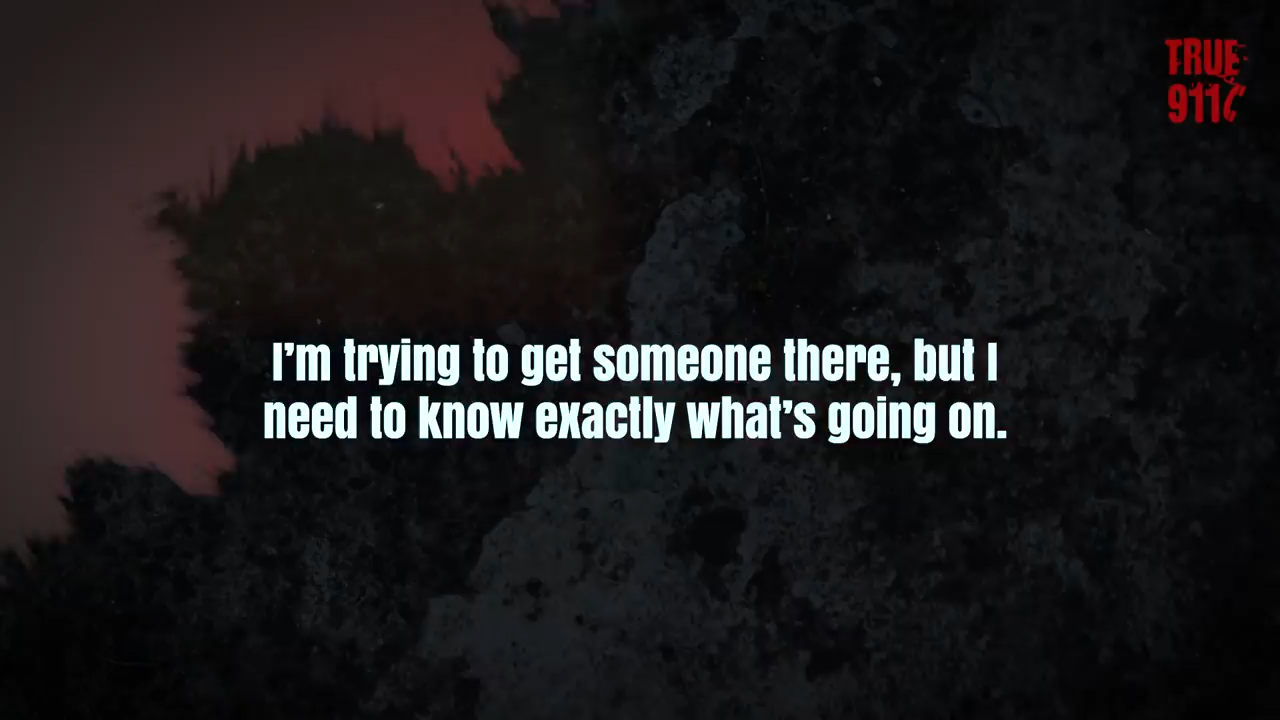 TRUE
911
I’m trying to get someone there, but I
need to know exactly what’s going on.